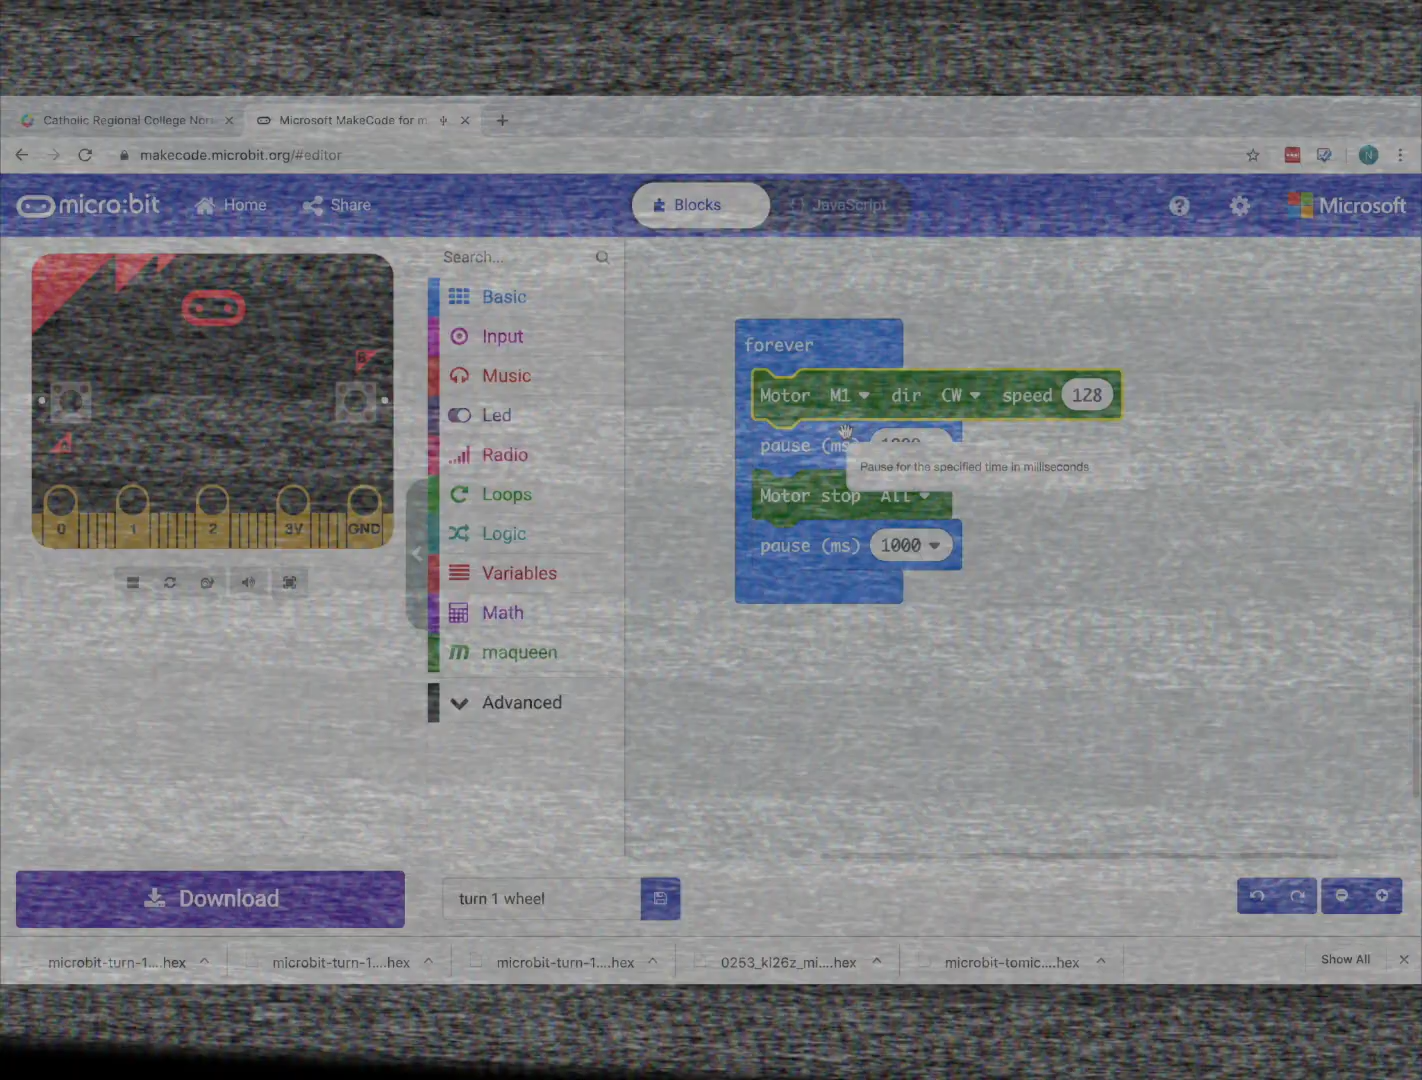 Catholic Regional College Nor
Microsoft MakeCode for m
makecode.microbit.org/#editor
N
micro:bit
Home
Share
Blocks
{} JavaScript
?
Microsoft
Search...
Basic
Input
Music
Led
Radio
Loops
Logic
Variables
Math
maqueen
Advanced
B
A
0 1 2 3V GND
forever
Motor M1 dir CW speed 128
pause (ms) 1000
Pause for the specified time in milliseconds
Motor stop All
pause (ms) 1000
Download
turn 1 wheel
microbit-turn-1....hex
microbit-turn-1....hex
microbit-turn-1....hex
0253_kl26z_mi....hex
microbit-tomic....hex
Show All